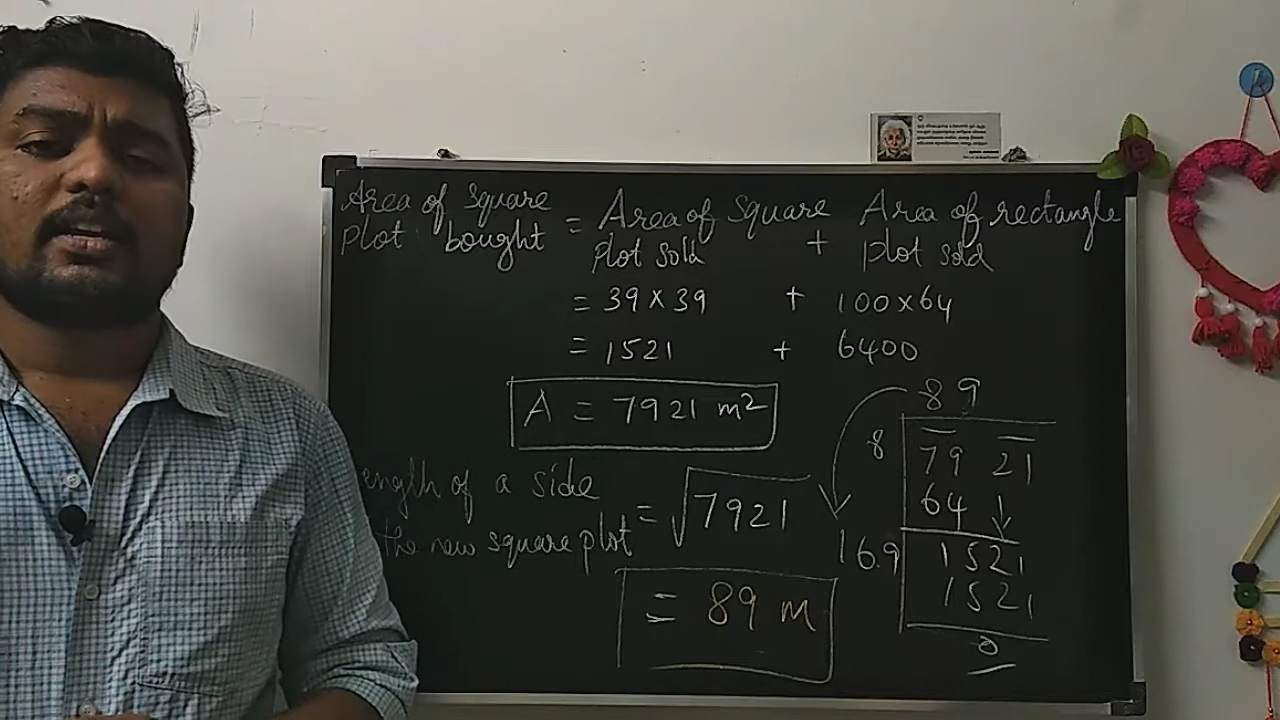 Area of square = Area of square + Area of rectangle
plot bought plot sold plot sold
= 39 × 39 + 100 × 64
= 1521 + 6400
A = 7921 m²
length of a side = √7921
the new square plot
= 89 m
89
8 79 21
64
169 1521
1521
0